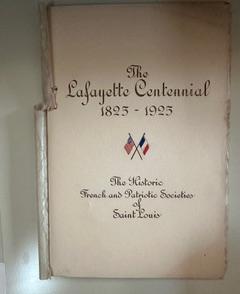 The
Lafayette Centennial
1825 - 1925
The Historic
French and Patriotic Societies
of
Saint Louis